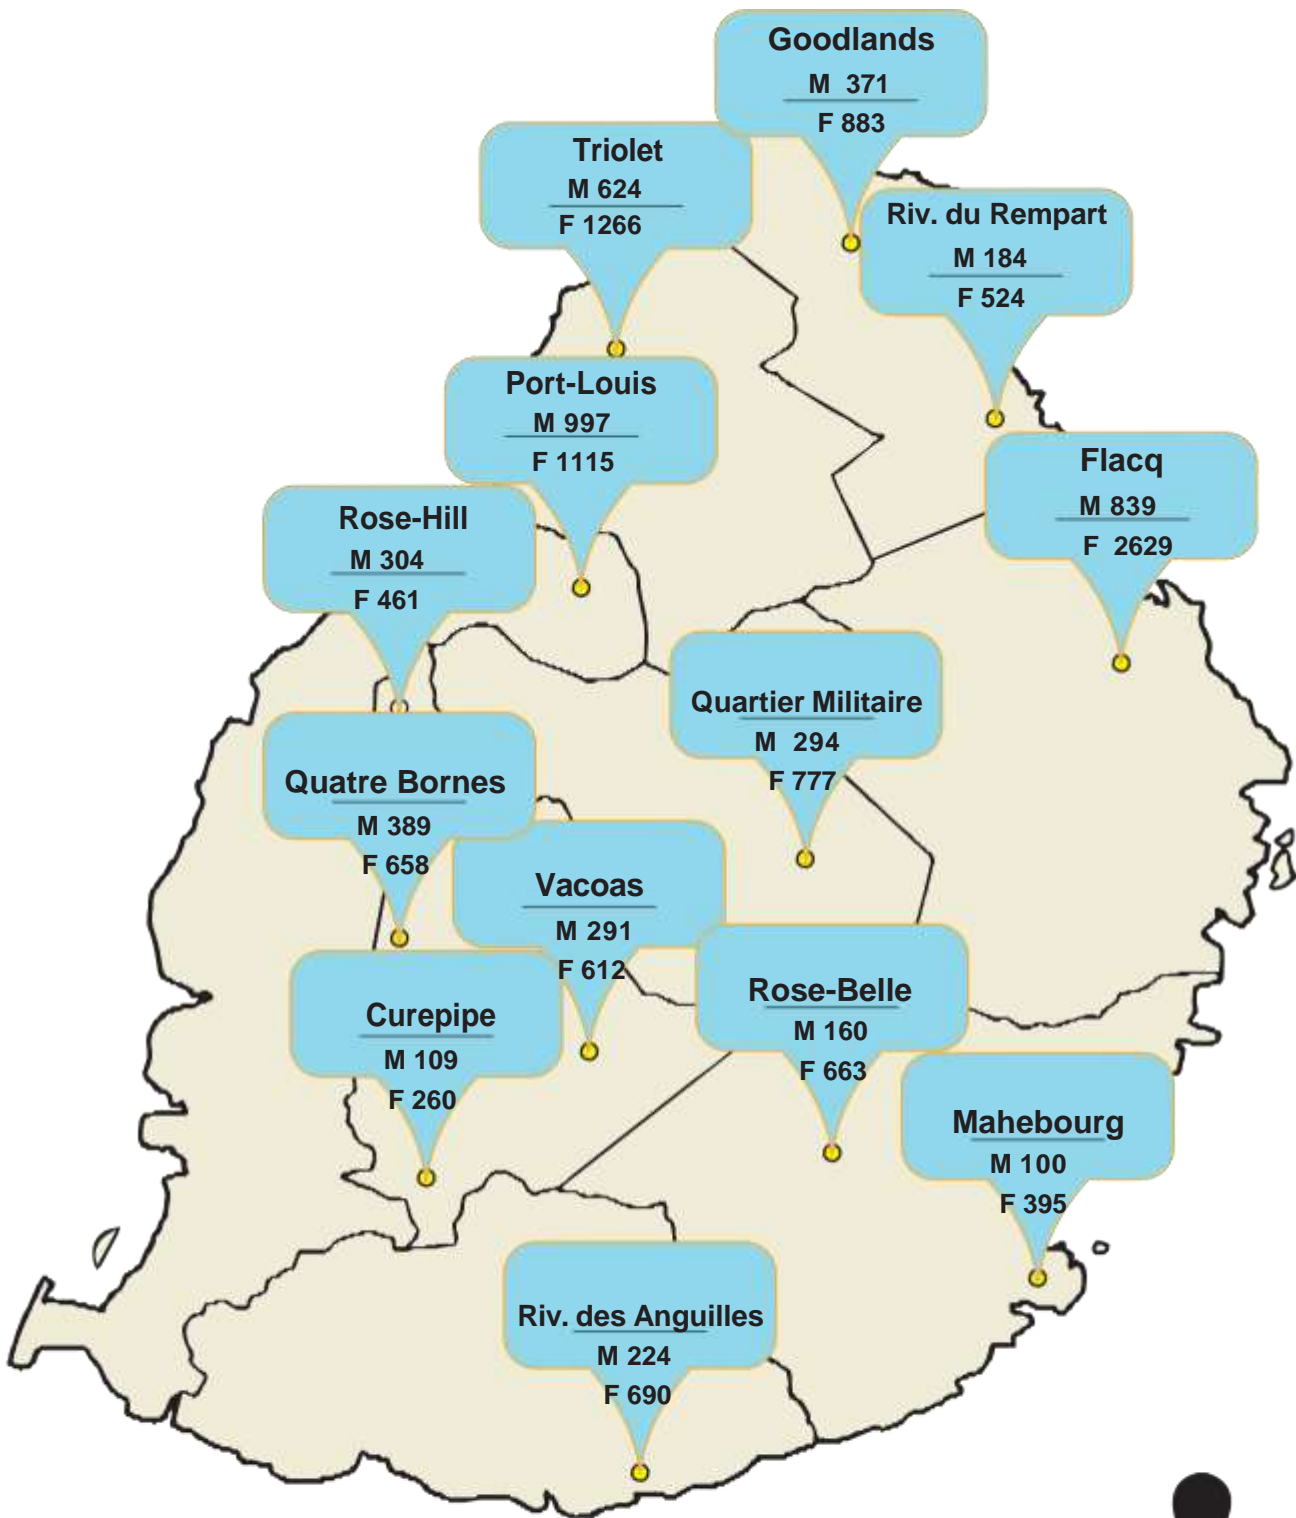 Goodlands
M 371
F 883
Triolet
M 624
F 1266
Riv. du Rempart
M 184
F 524
Port-Louis
M 997
F 1115
Flacq
M 839
F 2629
Rose-Hill
M 304
F 461
Quartier Militaire
M 294
F 777
Quatre Bornes
M 389
F 658
Vacoas
M 291
F 612
Rose-Belle
M 160
F 663
Curepipe
M 109
F 260
Mahebourg
M 100
F 395
Riv. des Anguilles
M 224
F 690